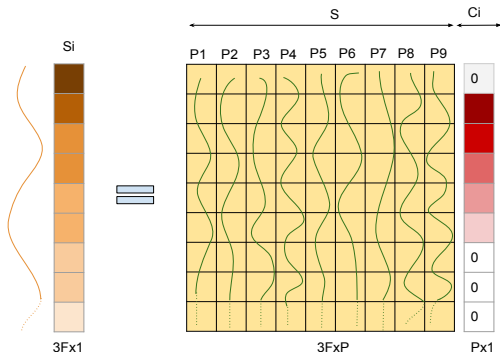 S
Ci
Si
P1 P2 P3 P4 P5 P6 P7 P8 P9
0
0
0
0
3Fx1
3FxP
Px1